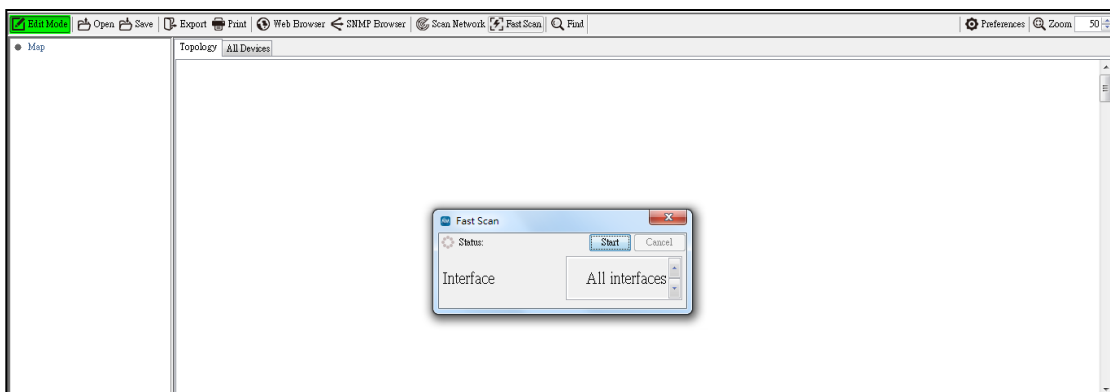 Edit Mode Open Save Export Print Web Browser SNMP Browser Scan Network Fast Scan Find Preferences Zoom 50
Map
Topology All Devices
Fast Scan
Status: Start Cancel
Interface All interfaces